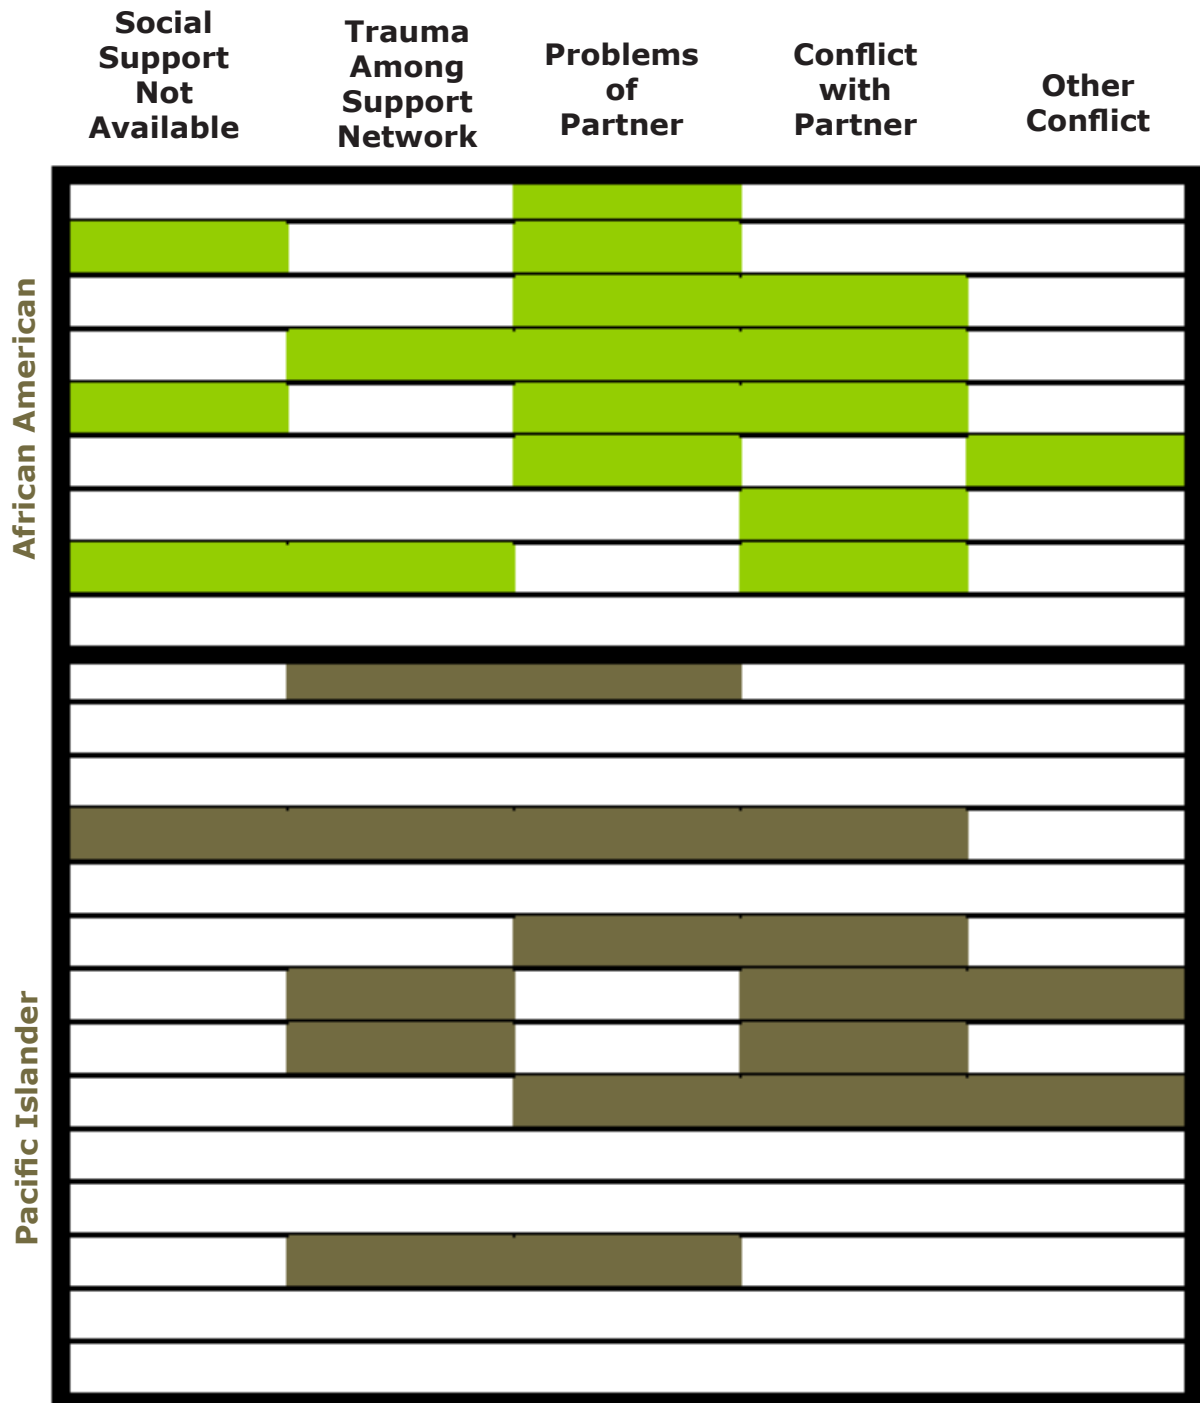 Social
Support
Not
Available
Trauma
Among
Support
Network
Problems
of
Partner
Conflict
with
Partner
Other
Conflict
African American
Pacific Islander